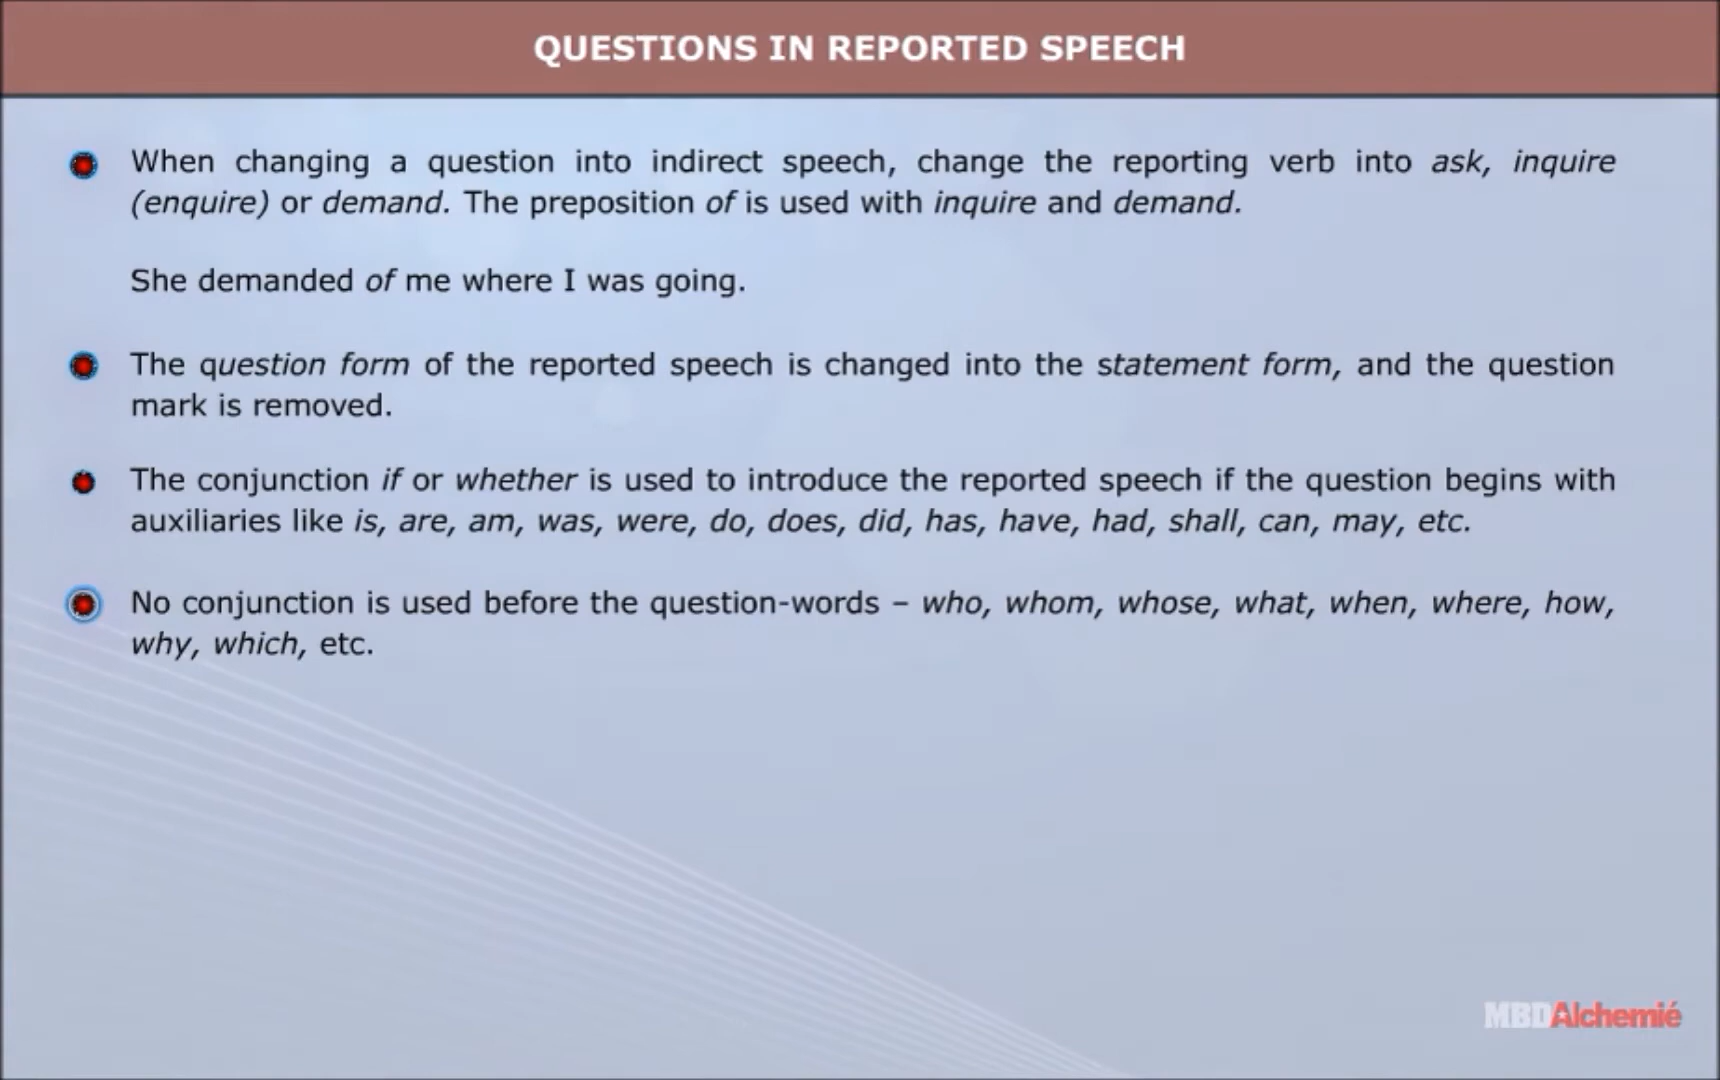 QUESTIONS IN REPORTED SPEECH
When changing a question into indirect speech, change the reporting verb into ask, inquire
(enquire) or demand. The preposition of is used with inquire and demand.
She demanded of me where I was going.
The question form of the reported speech is changed into the statement form, and the question
mark is removed.
The conjunction if or whether is used to introduce the reported speech if the question begins with
auxiliaries like is, are, am, was, were, do, does, did, has, have, had, shall, can, may, etc.
No conjunction is used before the question-words – who, whom, whose, what, when, where, how,
why, which, etc.
MBDAlchemié